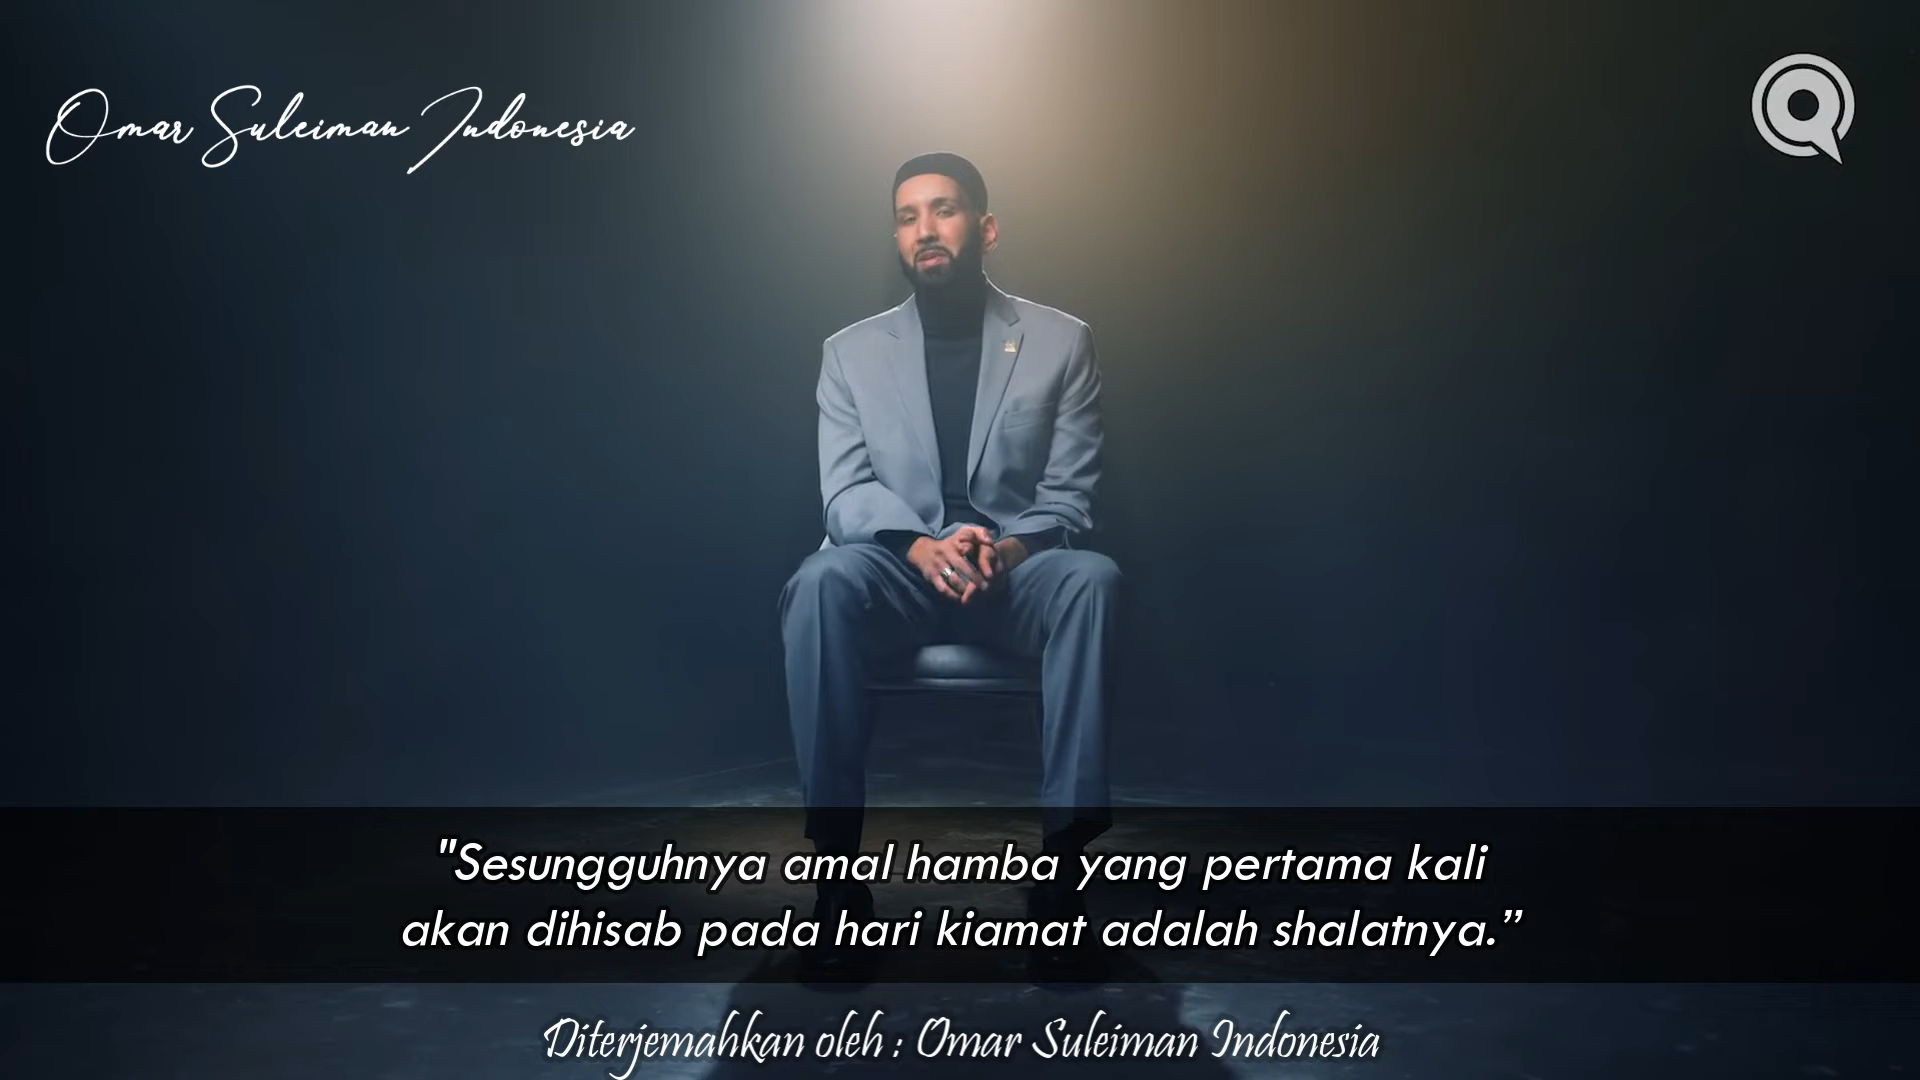 Omar Suleiman Indonesia
"Sesungguhnya amal hamba yang pertama kali
akan dihisab pada hari kiamat adalah shalatnya.”
Diterjemahkan oleh : Omar Suleiman Indonesia